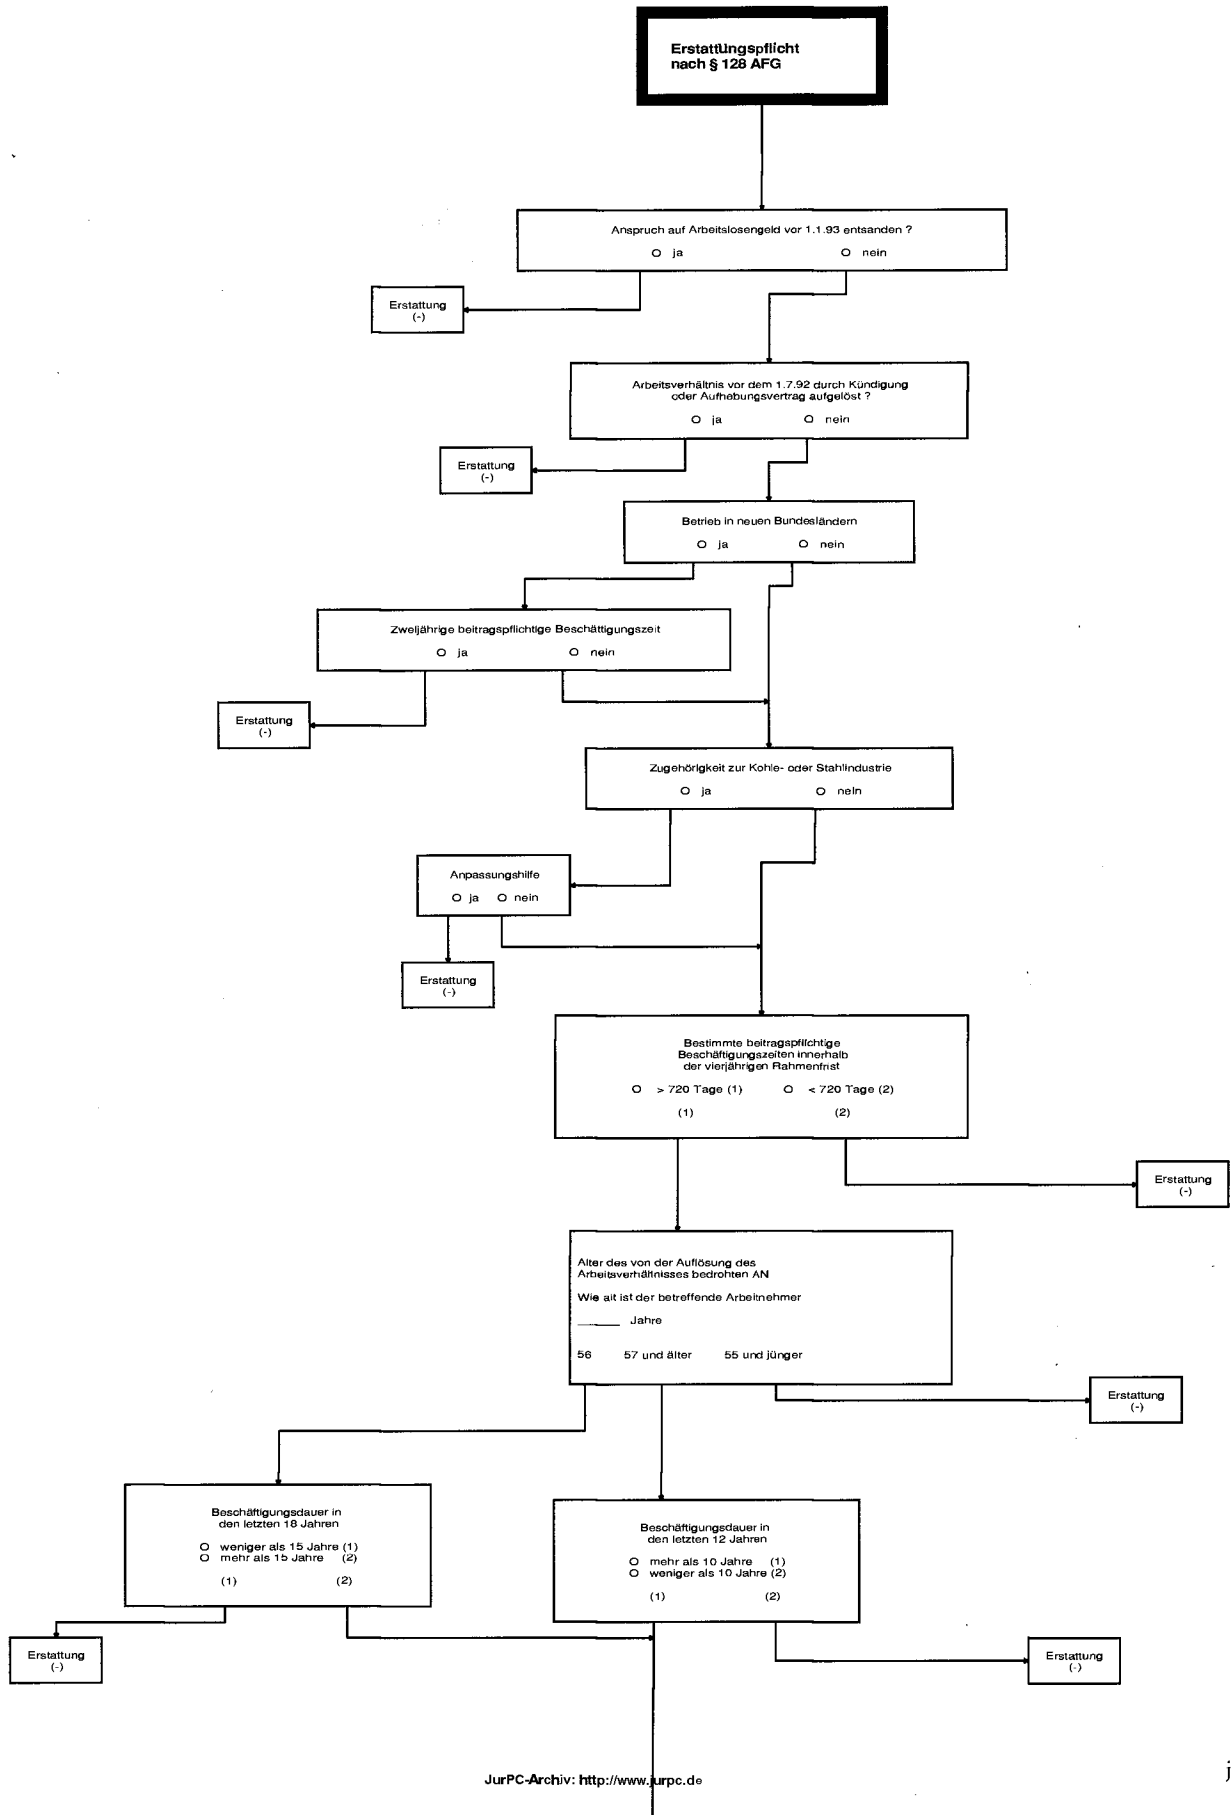 Erstattungspflicht
nach § 128 AFG
Anspruch auf Arbeitslosengeld vor 1.1.93 entsanden ?
O ja O nein
Erstattung
(-)
Arbeitsverhältnis vor dem 1.7.92 durch Kündigung
oder Aufhebungsvertrag aufgelöst ?
O ja O nein
Erstattung
(-)
Betrieb in neuen Bundesländern
O ja O nein
Zweijährige beitragspflichtige Beschättigungszeit
O ja O nein
Erstattung
(-)
Zugehörigkeit zur Kohle- oder Stahlindustrie
O ja O nein
Anpassungshilfe
O ja O nein
Erstattung
(-)
Bestimmte beitragspflichtige
Beschäftigungszeiten innerhalb
der vierjährigen Rahmenfrist
O > 720 Tage (1) O < 720 Tage (2)
(1) (2)
Erstattung
(-)
Alter des von der Auflösung des
Arbeitsverhältnisses bedrohten AN
Wie alt ist der betreffende Arbeitnehmer
______ Jahre
56 57 und älter 55 und jünger
Erstattung
(-)
Beschäftigungsdauer in
den letzten 18 Jahren
O weniger als 15 Jahre (1)
O mehr als 15 Jahre (2)
(1) (2)
Beschäftigungsdauer in
den letzten 12 Jahren
O mehr als 10 Jahre (1)
O weniger als 10 Jahre (2)
(1) (2)
Erstattung
(-)
Erstattung
(-)
JurPC-Archiv: http://www.jurpc.de
j